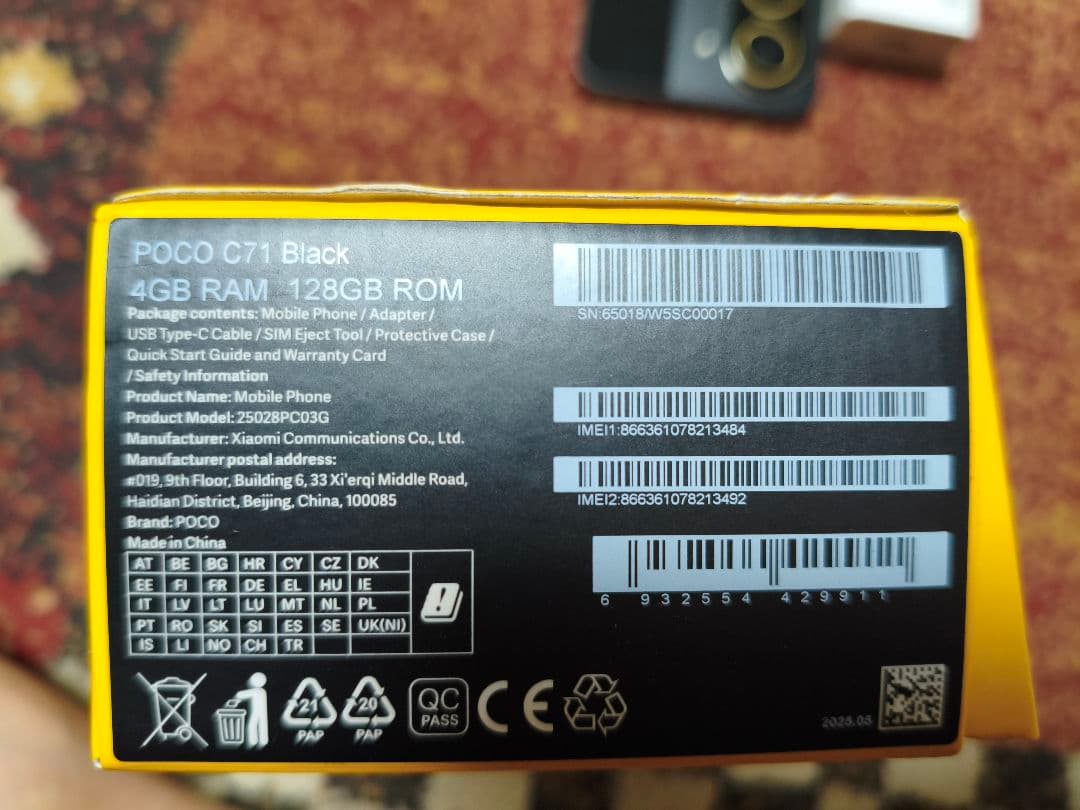 POCO C71 Black
4GB RAM 128GB ROM
Package contents: Mobile Phone / Adapter /
USB Type-C Cable / SIM Eject Tool / Protective Case /
Quick Start Guide and Warranty Card
/ Safety Information
Product Name: Mobile Phone
Product Model: 25028PC03G
Manufacturer: Xiaomi Communications Co., Ltd.
Manufacturer postal address:
#019, 9th Floor, Building 6, 33 Xi'erqi Middle Road,
Haidian District, Beijing, China, 100085
Brand: POCO
Made in China
AT BE BG HR CY CZ DK
EE FI FR DE EL HU IE
IT LV LT LU MT NL PL
PT RO SK SI ES SE UK(NI)
IS LI NO CH TR
SN:65018/W5SC00017
IMEI1:866361078213484
IMEI2:866361078213492
6 932554 429911
21
PAP
20
PAP
QC
PASS
CE
2025.05